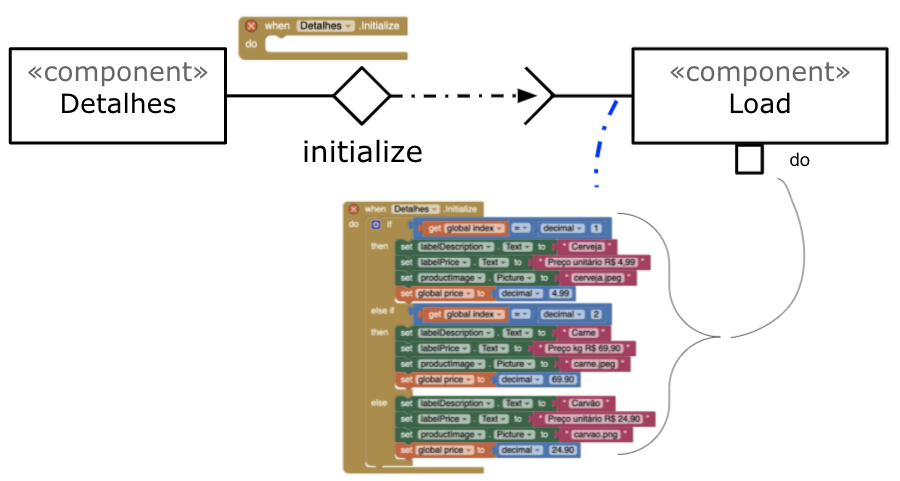 when Detalhes .Initialize
do
«component»
Detalhes
«component»
Load
initialize
do
when Detalhes .Initialize
do if get global index = decimal 1
then set labelDescription . Text to " Cerveja "
set labelPrice . Text to " Preço unitário R$ 4,99 "
set productImage . Picture to " cerveja.jpeg "
set global price to decimal 4.99
else if get global index = decimal 2
then set labelDescription . Text to " Carne "
set labelPrice . Text to " Preço kg R$ 69,90 "
set productImage . Picture to " carne.jpeg "
set global price to decimal 69.90
else set labelDescription . Text to " Carvão "
set labelPrice . Text to " Preço unitário R$ 24,90 "
set productImage . Picture to " carvao.png "
set global price to decimal 24.90